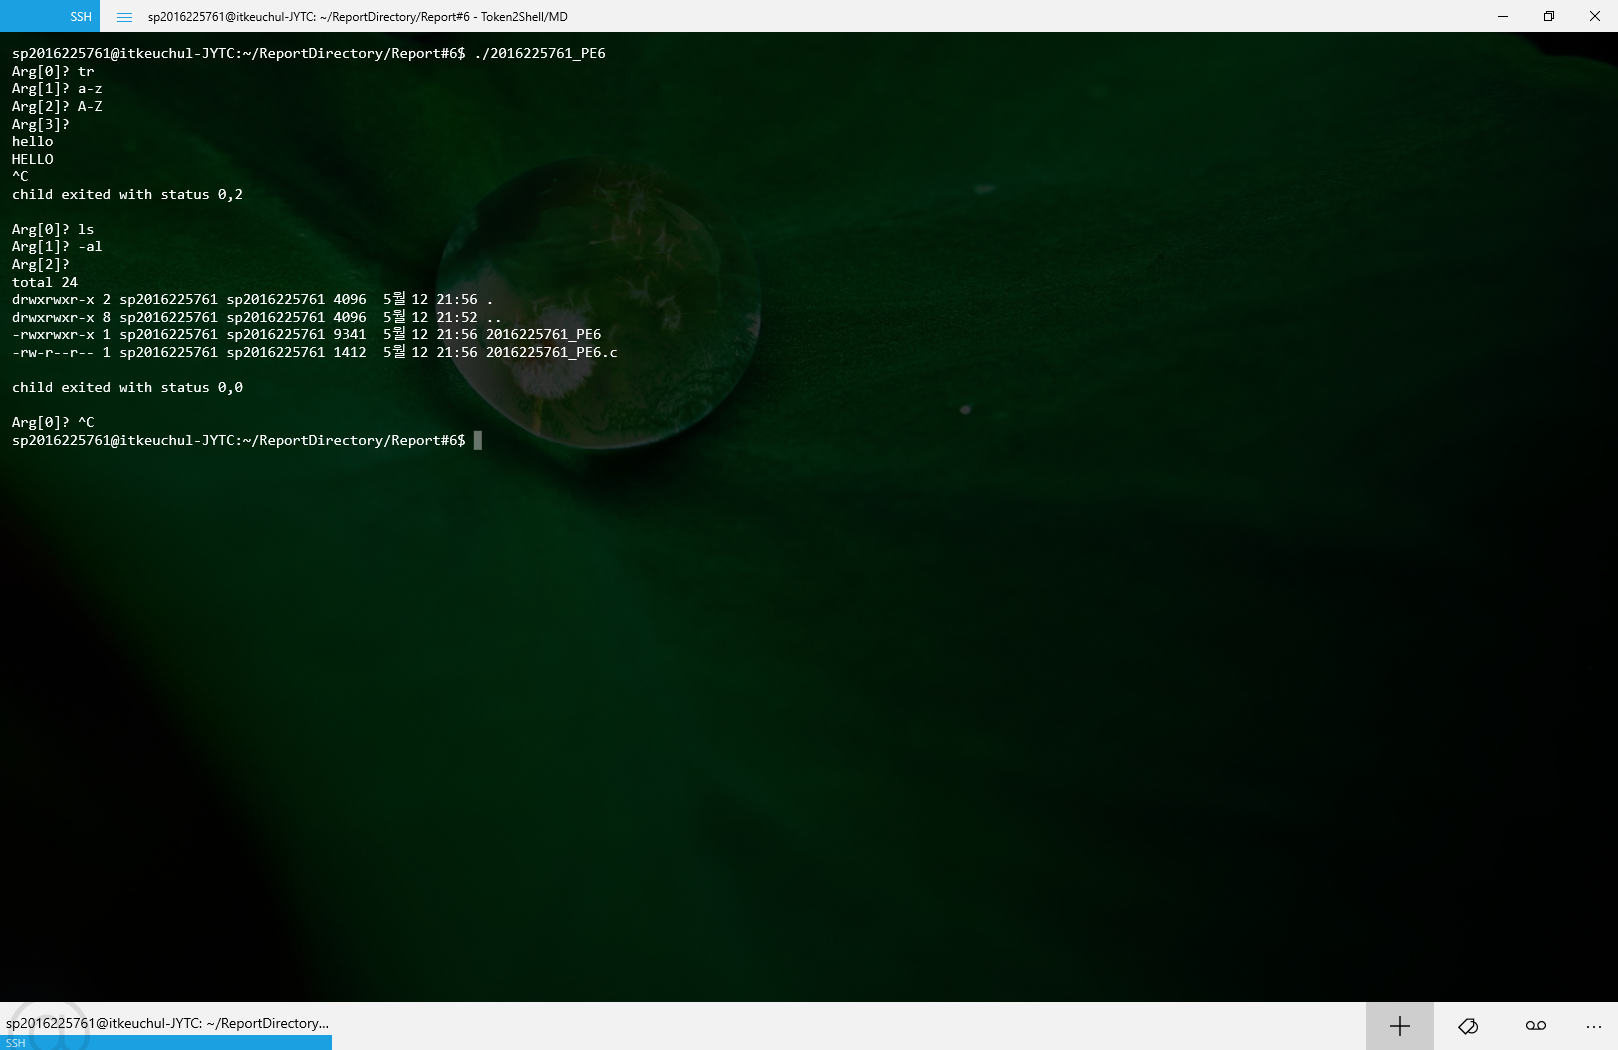 SSH
sp2016225761@itkeuchul-JYTC: ~/ReportDirectory/Report#6 - Token2Shell/MD
sp2016225761@itkeuchul-JYTC:~/ReportDirectory/Report#6$ ./2016225761_PE6
Arg[0]? tr
Arg[1]? a-z
Arg[2]? A-Z
Arg[3]?
hello
HELLO
^C
child exited with status 0,2
Arg[0]? ls
Arg[1]? -al
Arg[2]?
total 24
drwxrwxr-x 2 sp2016225761 sp2016225761 4096  5월 12 21:56 .
drwxrwxr-x 8 sp2016225761 sp2016225761 4096  5월 12 21:52 ..
-rwxrwxr-x 1 sp2016225761 sp2016225761 9341  5월 12 21:56 2016225761_PE6
-rw-r--r-- 1 sp2016225761 sp2016225761 1412  5월 12 21:56 2016225761_PE6.c
child exited with status 0,0
Arg[0]? ^C
sp2016225761@itkeuchul-JYTC:~/ReportDirectory/Report#6$
sp2016225761@itkeuchul-JYTC: ~/ReportDirectory...
SSH